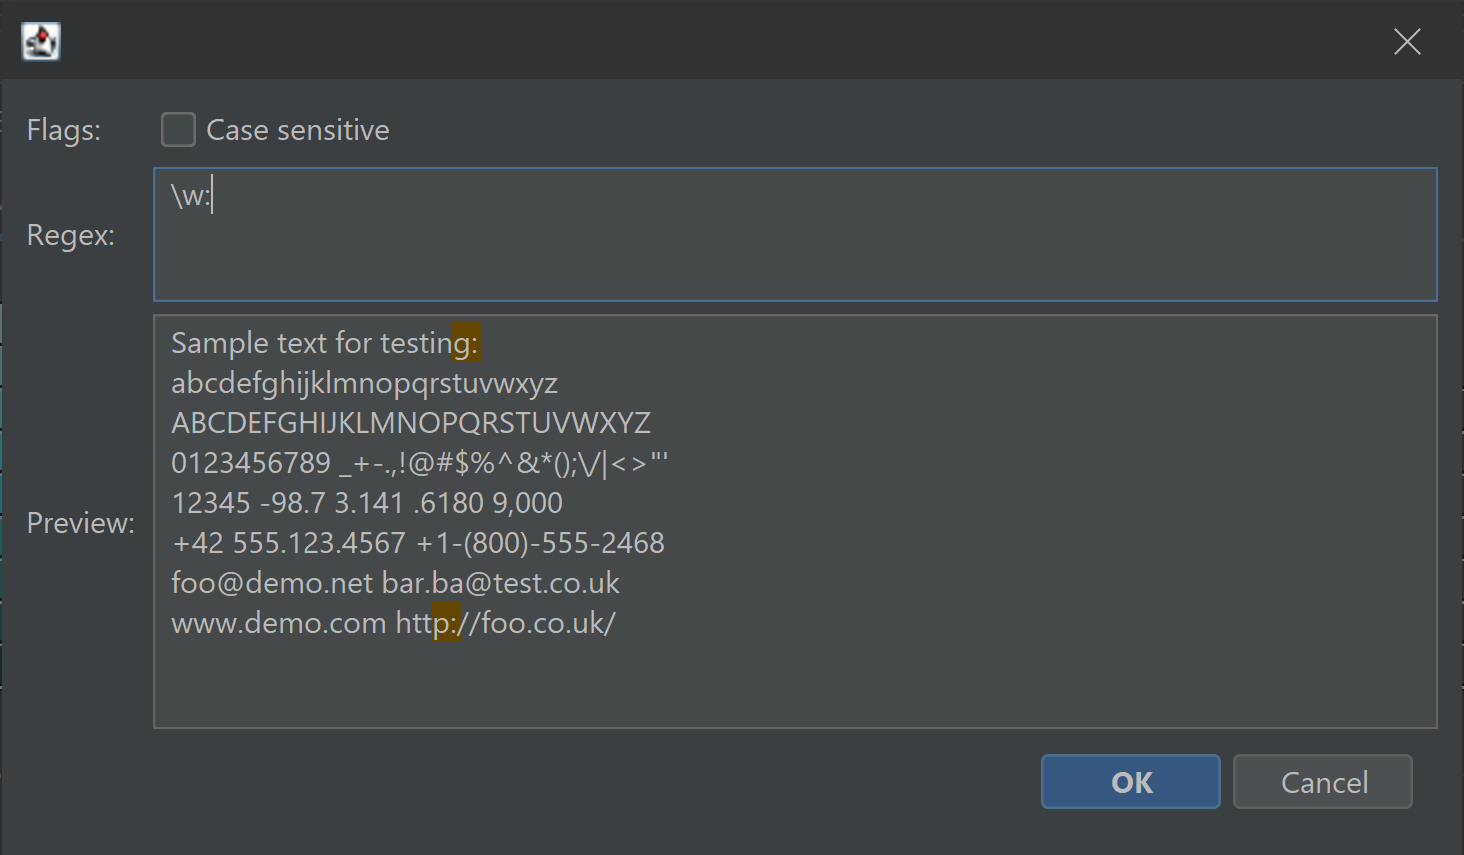 Flags: Case sensitive
Regex: \w:
Preview:
Sample text for testing:
abcdefghijklmnopqrstuvwxyz
ABCDEFGHIJKLMNOPQRSTUVWXYZ
0123456789 _+-.,!@#$%^&*();\/|<>"'
12345 -98.7 3.141 .6180 9,000
+42 555.123.4567 +1-(800)-555-2468
foo@demo.net bar.ba@test.co.uk
www.demo.com http://foo.co.uk/
OK Cancel